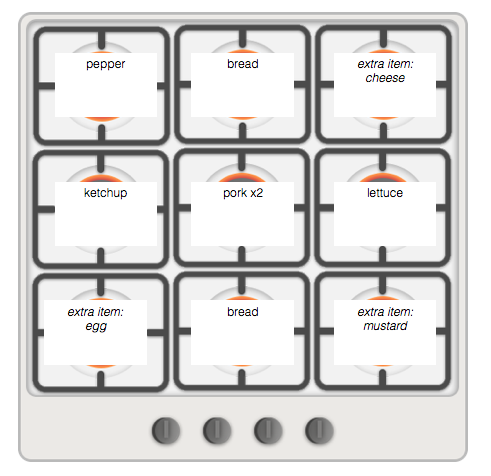 pepper
bread
extra item:
cheese
ketchup
pork x2
lettuce
extra item:
egg
bread
extra item:
mustard